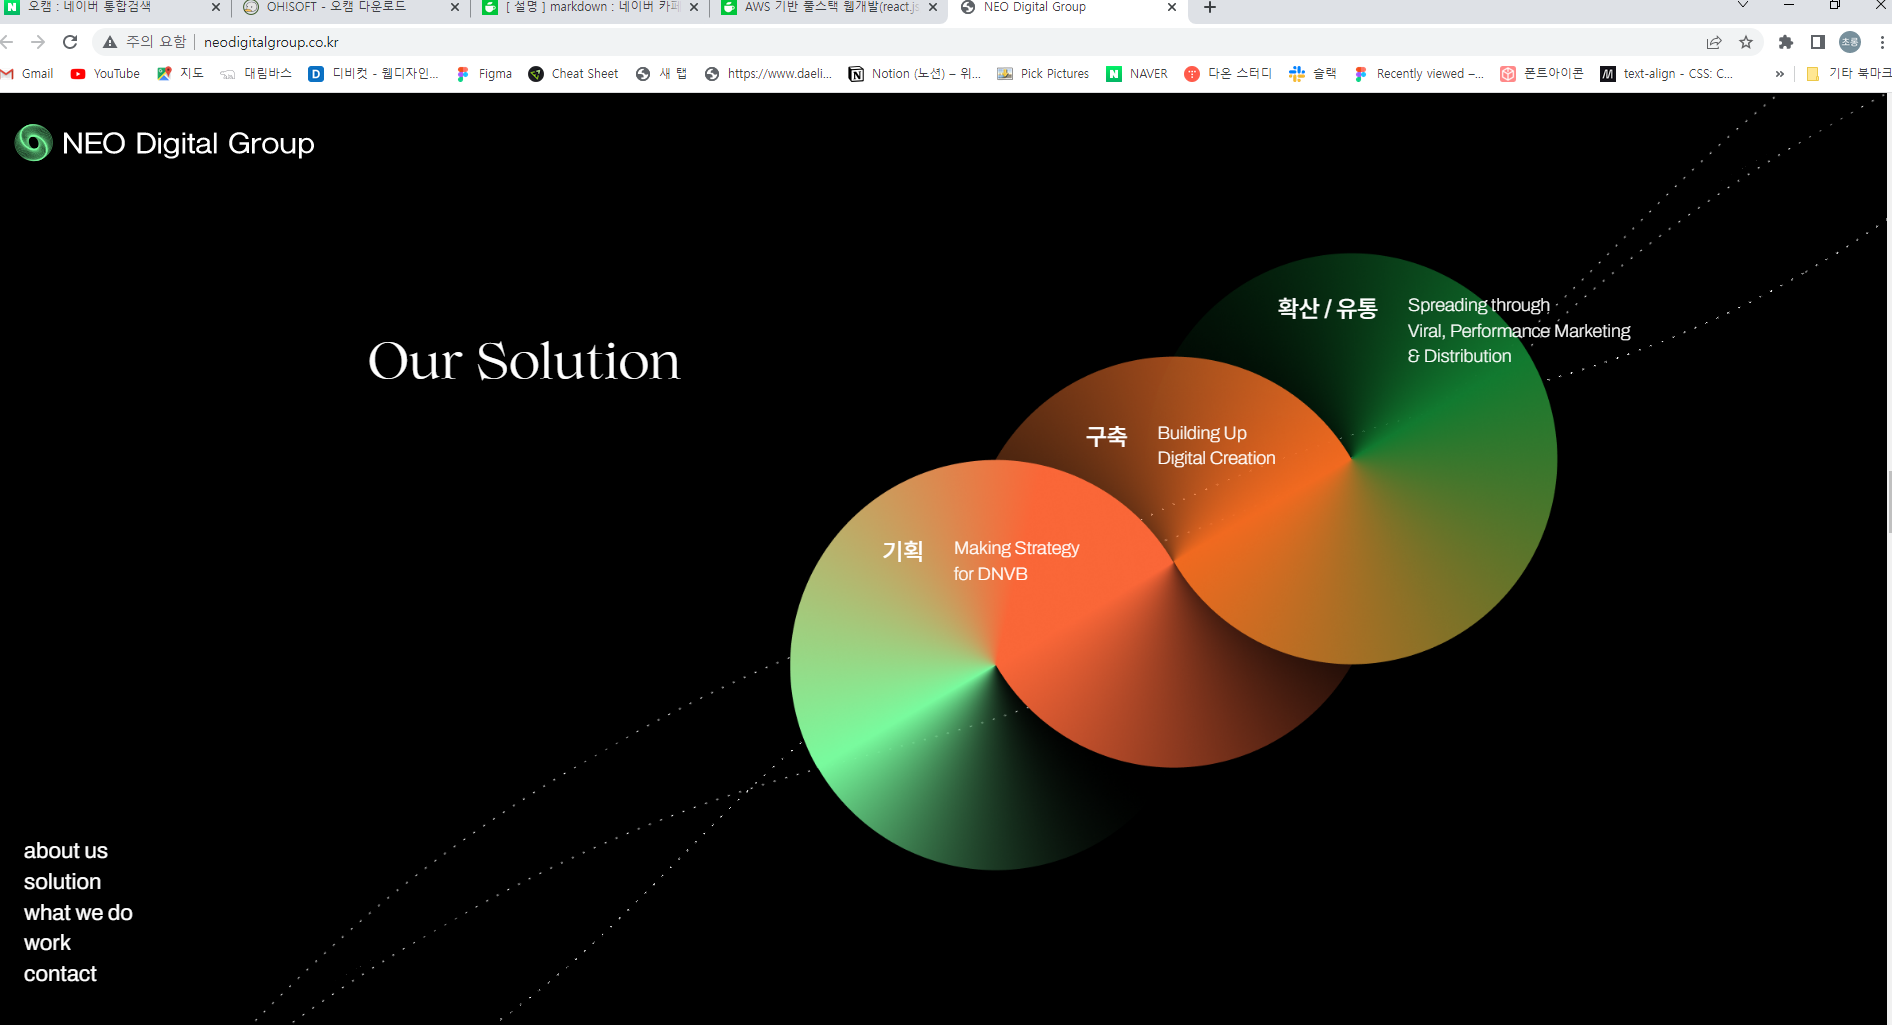 오캠 : 네이버 통합검색
OH!SOFT - 오캠 다운로드
[ 설명 ] markdown : 네이버 카페
AWS 기반 풀스택 웹개발(react.js
NEO Digital Group
주의 요함
neodigitalgroup.co.kr
초롱
Gmail
YouTube
지도
대림바스
디비컷 - 웹디자인...
Figma
Cheat Sheet
새 탭
https://www.daeli...
Notion (노션) – 위...
Pick Pictures
NAVER
다온 스터디
슬랙
Recently viewed –...
폰트아이콘
text-align - CSS: C...
»
기타 북마크
NEO Digital Group
Our Solution
확산 / 유통
Spreading through
Viral, Performance Marketing
& Distribution
구축
Building Up
Digital Creation
기획
Making Strategy
for DNVB
about us
solution
what we do
work
contact